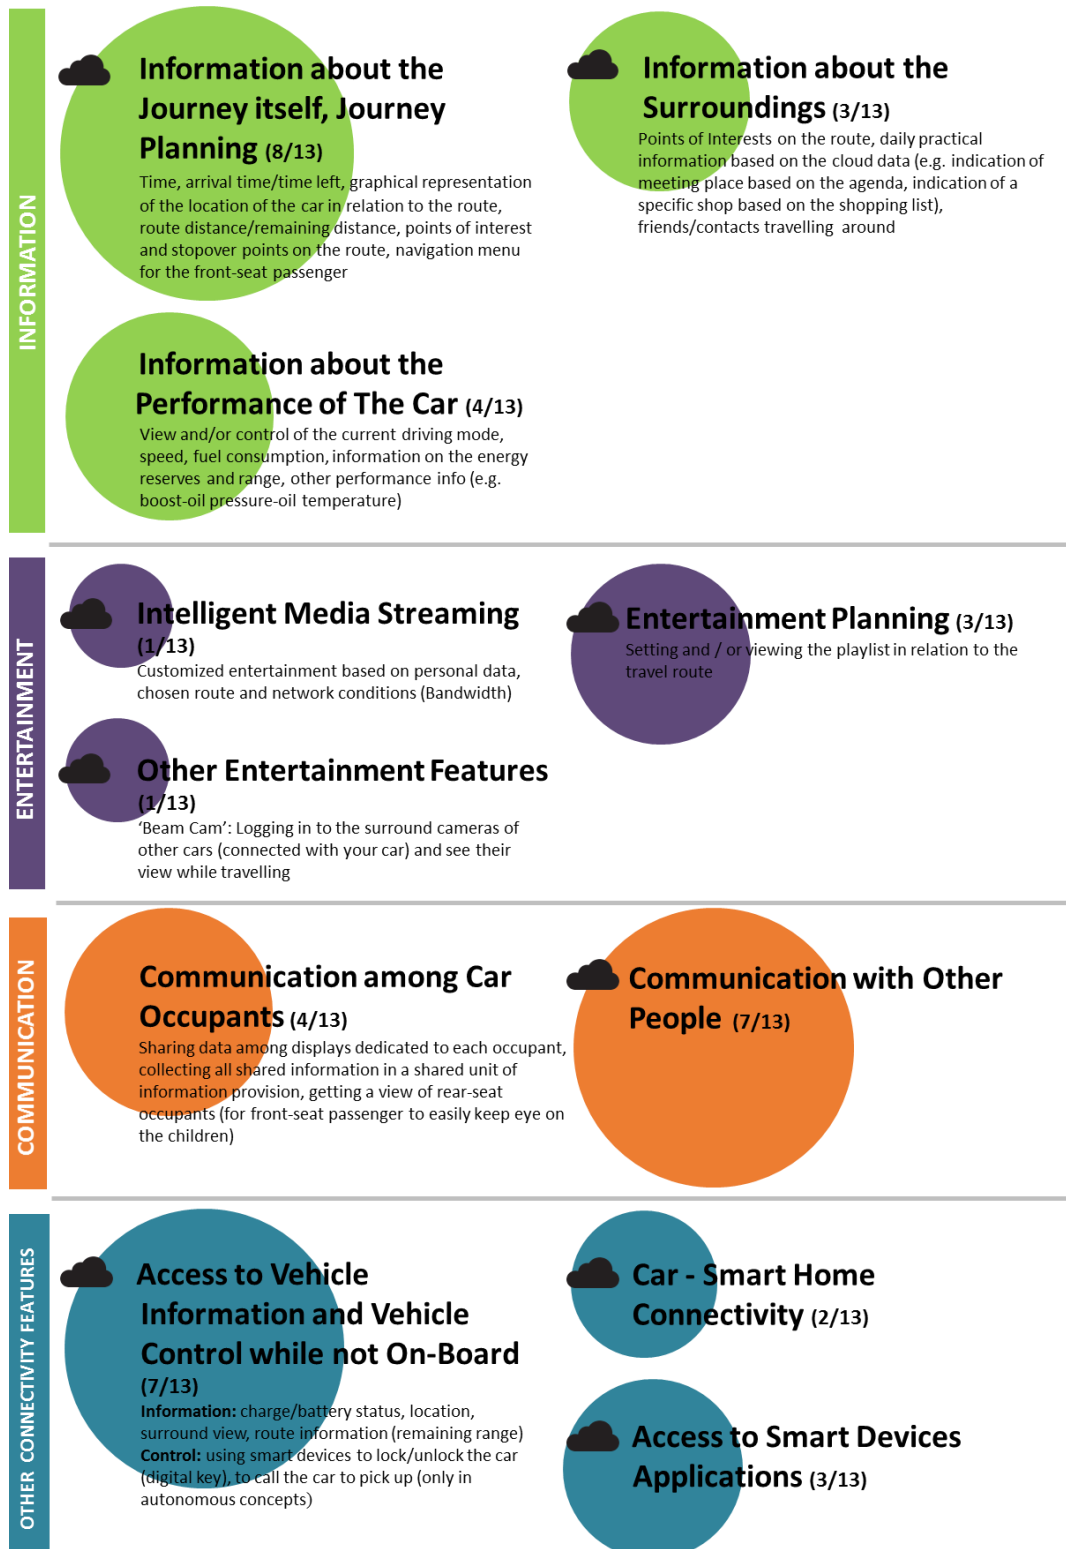 INFORMATION
Information about the
Journey itself, Journey
Planning (8/13)
Time, arrival time/time left, graphical representation
of the location of the car in relation to the route,
route distance/remaining distance, points of interest
and stopover points on the route, navigation menu
for the front-seat passenger
Information about the
Surroundings (3/13)
Points of Interests on the route, daily practical
information based on the cloud data (e.g. indication of
meeting place based on the agenda, indication of a
specific shop based on the shopping list),
friends/contacts travelling around
Information about the
Performance of The Car (4/13)
View and/or control of the current driving mode,
speed, fuel consumption, information on the energy
reserves and range, other performance info (e.g.
boost-oil pressure-oil temperature)
ENTERTAINMENT
Intelligent Media Streaming
(1/13)
Customized entertainment based on personal data,
chosen route and network conditions (Bandwidth)
Entertainment Planning (3/13)
Setting and / or viewing the playlist in relation to the
travel route
Other Entertainment Features
(1/13)
‘Beam Cam’: Logging in to the surround cameras of
other cars (connected with your car) and see their
view while travelling
COMMUNICATION
Communication among Car
Occupants (4/13)
Sharing data among displays dedicated to each occupant,
collecting all shared information in a shared unit of
information provision, getting a view of rear-seat
occupants (for front-seat passenger to easily keep eye on
the children)
Communication with Other
People (7/13)
OTHER CONNECTIVITY FEATURES
Access to Vehicle
Information and Vehicle
Control while not On-Board
(7/13)
Information: charge/battery status, location,
surround view, route information (remaining range)
Control: using smart devices to lock/unlock the car
(digital key), to call the car to pick up (only in
autonomous concepts)
Car - Smart Home
Connectivity (2/13)
Access to Smart Devices
Applications (3/13)